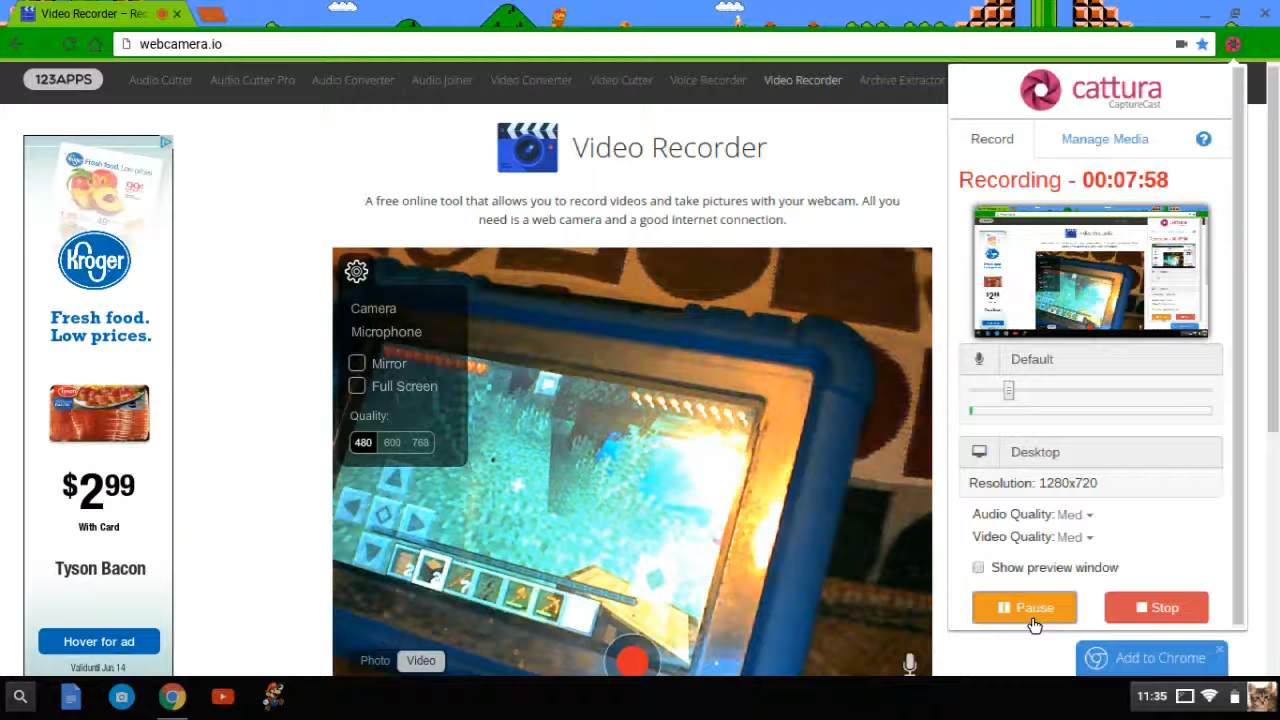 Video Recorder – Rec
webcamera.io
123APPS
Audio Cutter
Audio Cutter Pro
Audio Converter
Audio Joiner
Video Converter
Video Cutter
Voice Recorder
Video Recorder
Archive Extractor
cattura
CaptureCast
Record
Manage Media
?
Recording - 00:07:58
Video Recorder
A free online tool that allows you to record videos and take pictures with your webcam. All you
need is a web camera and a good internet connection.
Fresh food. Low prices.
99¢
Kroger
Fresh food.
Low prices.
$2.99
With Card
Tyson Bacon
Hover for ad
Valid until Jun. 14
Camera
Microphone
Mirror
Full Screen
Quality:
480 600 768
Photo
Video
Default
Desktop
Resolution: 1280x720
Audio Quality: Med
Video Quality: Med
Show preview window
Pause
Stop
Add to Chrome
11:35